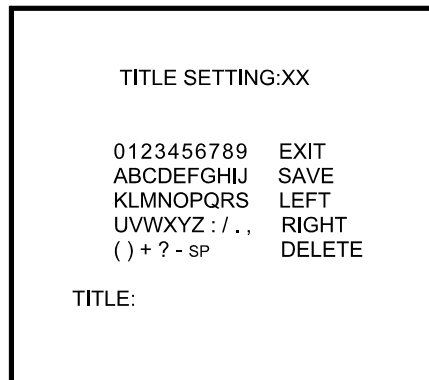 TITLE SETTING:XX
0123456789 EXIT
ABCDEFGHIJ SAVE
KLMNOPQRS LEFT
UVWXYZ : / . , RIGHT
( ) + ? - SP DELETE
TITLE: